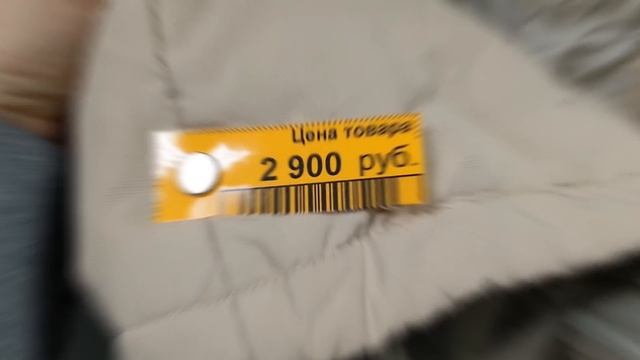 Цена товара
2 900 руб.